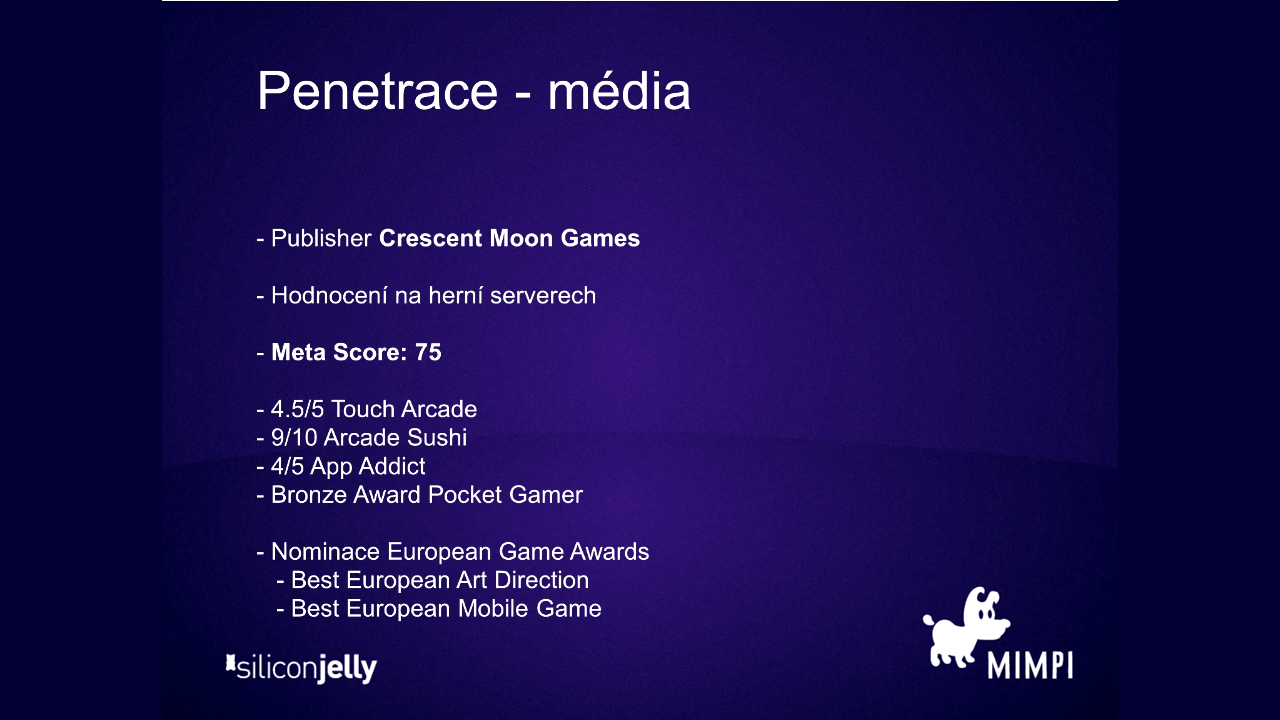 Penetrace - média
- Publisher Crescent Moon Games
- Hodnocení na herní serverech
- Meta Score: 75
- 4.5/5 Touch Arcade
- 9/10 Arcade Sushi
- 4/5 App Addict
- Bronze Award Pocket Gamer
- Nominace European Game Awards
- Best European Art Direction
- Best European Mobile Game
siliconjelly
MIMPI